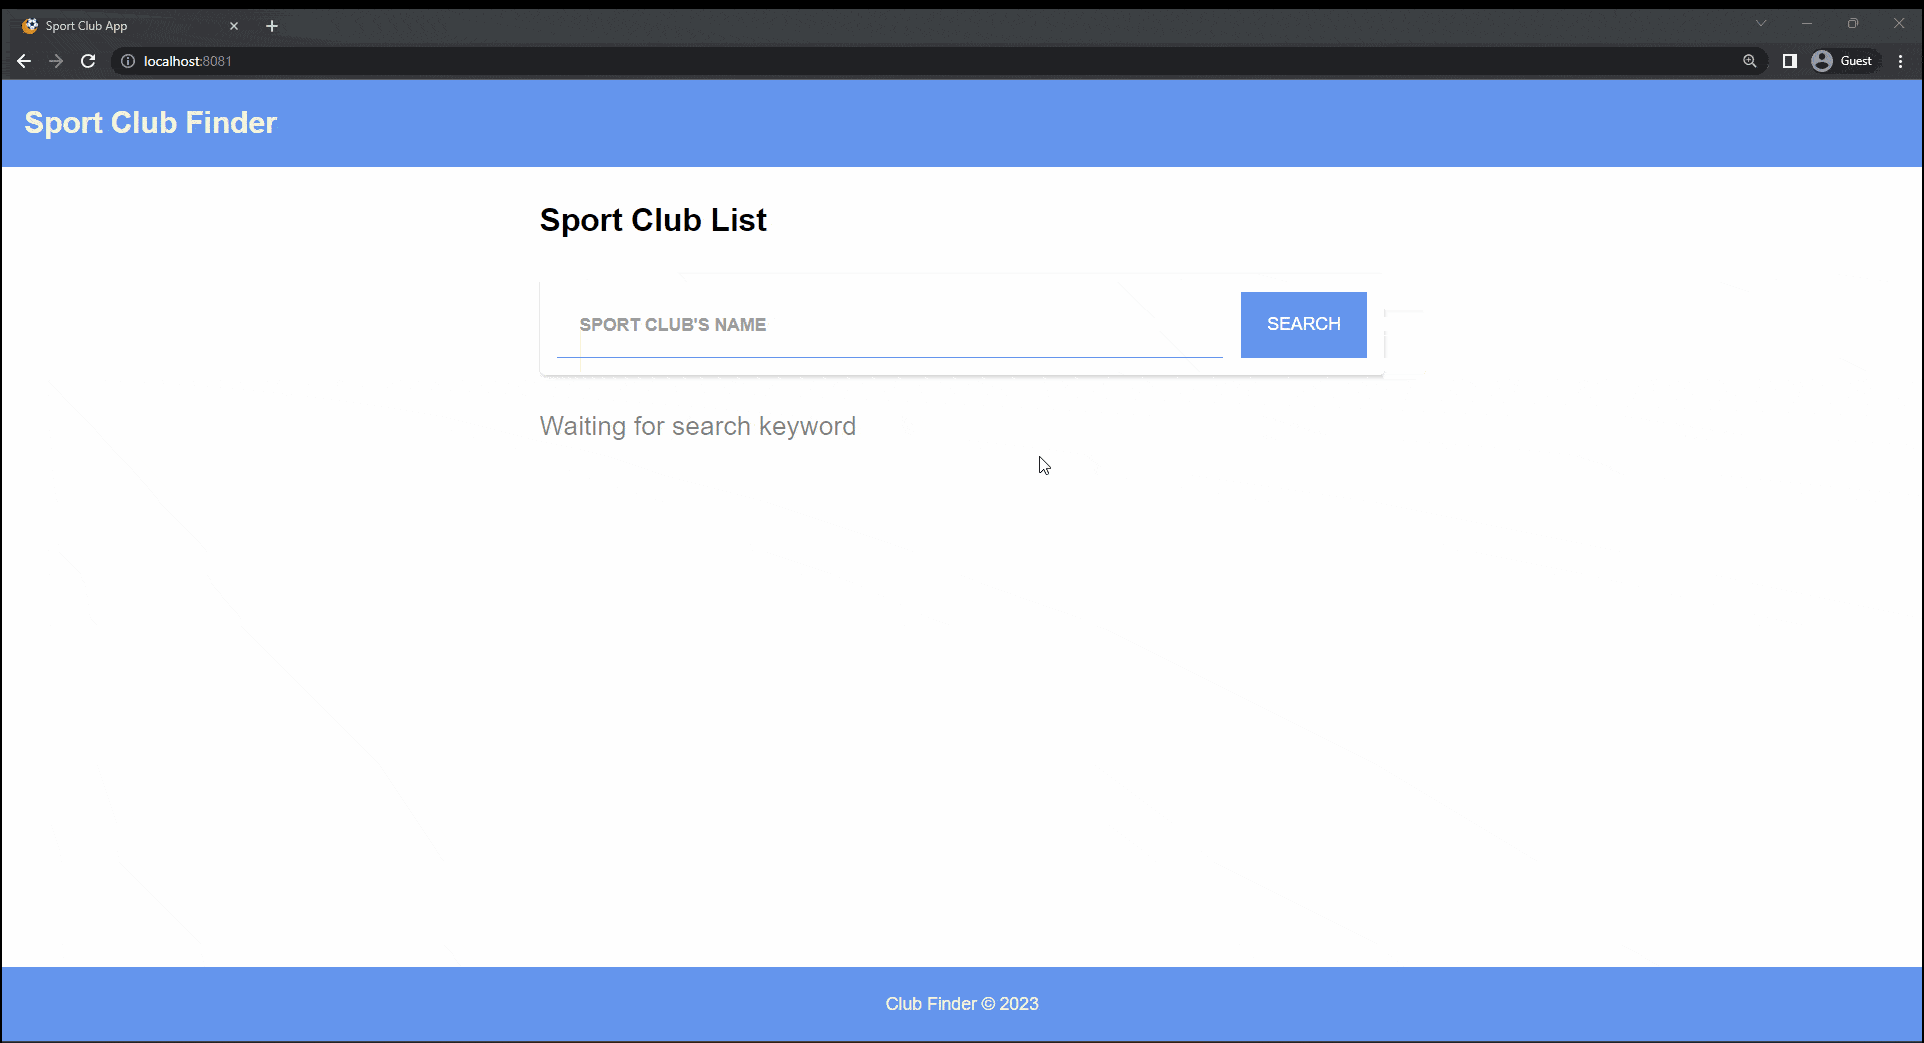 Sport Club App
localhost:8081
Guest
Sport Club Finder
Sport Club List
SPORT CLUB'S NAME
SEARCH
Waiting for search keyword
Club Finder © 2023